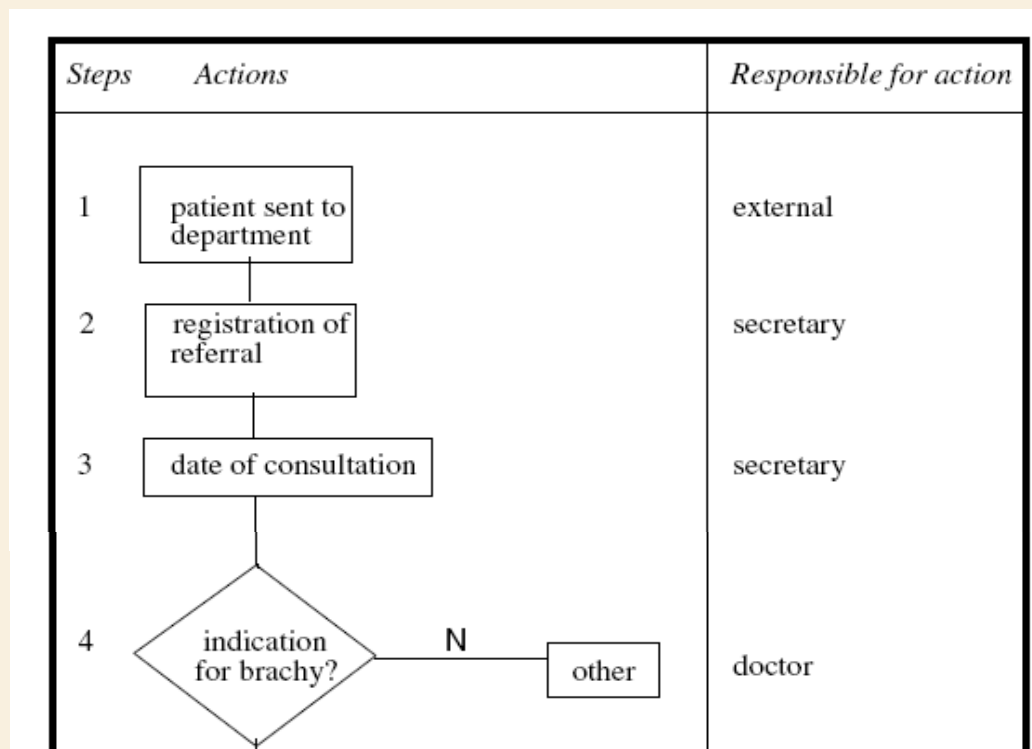 Steps Actions Responsible for action
1 patient sent to external
department
2 registration of secretary
referral
3 date of consultation secretary
4 indication N
for brachy? other doctor